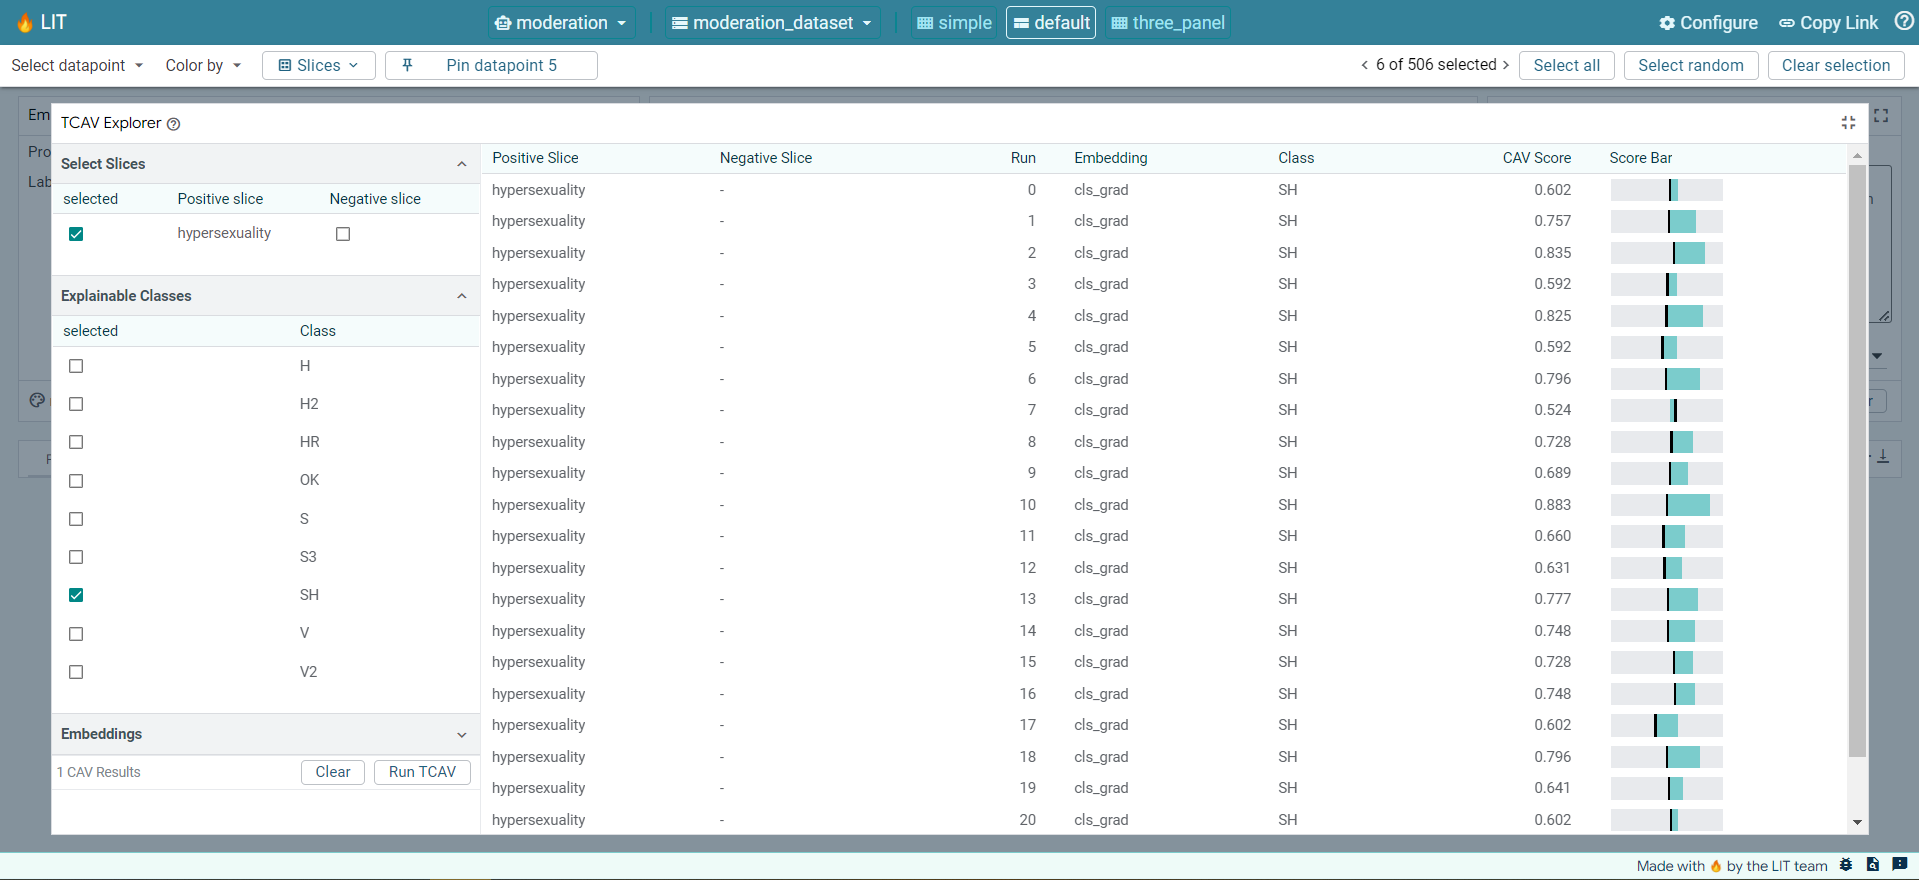 LIT moderation moderation_dataset simple default three_panel Configure Copy Link
Select datapoint Color by Slices Pin datapoint 5 6 of 506 selected Select all Select random Clear selection
Em
Pro
Lab
TCAV Explorer
Select Slices
selected Positive slice Negative slice
hypersexuality
Explainable Classes
selected Class
H
H2
HR
OK
S
S3
SH
V
V2
Embeddings
1 CAV Results Clear Run TCAV
Positive Slice Negative Slice Run Embedding Class CAV Score Score Bar
hypersexuality - 0 cls_grad SH 0.602
hypersexuality - 1 cls_grad SH 0.757
hypersexuality - 2 cls_grad SH 0.835
hypersexuality - 3 cls_grad SH 0.592
hypersexuality - 4 cls_grad SH 0.825
hypersexuality - 5 cls_grad SH 0.592
hypersexuality - 6 cls_grad SH 0.796
hypersexuality - 7 cls_grad SH 0.524
hypersexuality - 8 cls_grad SH 0.728
hypersexuality - 9 cls_grad SH 0.689
hypersexuality - 10 cls_grad SH 0.883
hypersexuality - 11 cls_grad SH 0.660
hypersexuality - 12 cls_grad SH 0.631
hypersexuality - 13 cls_grad SH 0.777
hypersexuality - 14 cls_grad SH 0.748
hypersexuality - 15 cls_grad SH 0.728
hypersexuality - 16 cls_grad SH 0.748
hypersexuality - 17 cls_grad SH 0.602
hypersexuality - 18 cls_grad SH 0.796
hypersexuality - 19 cls_grad SH 0.641
hypersexuality - 20 cls_grad SH 0.602
Made with by the LIT team